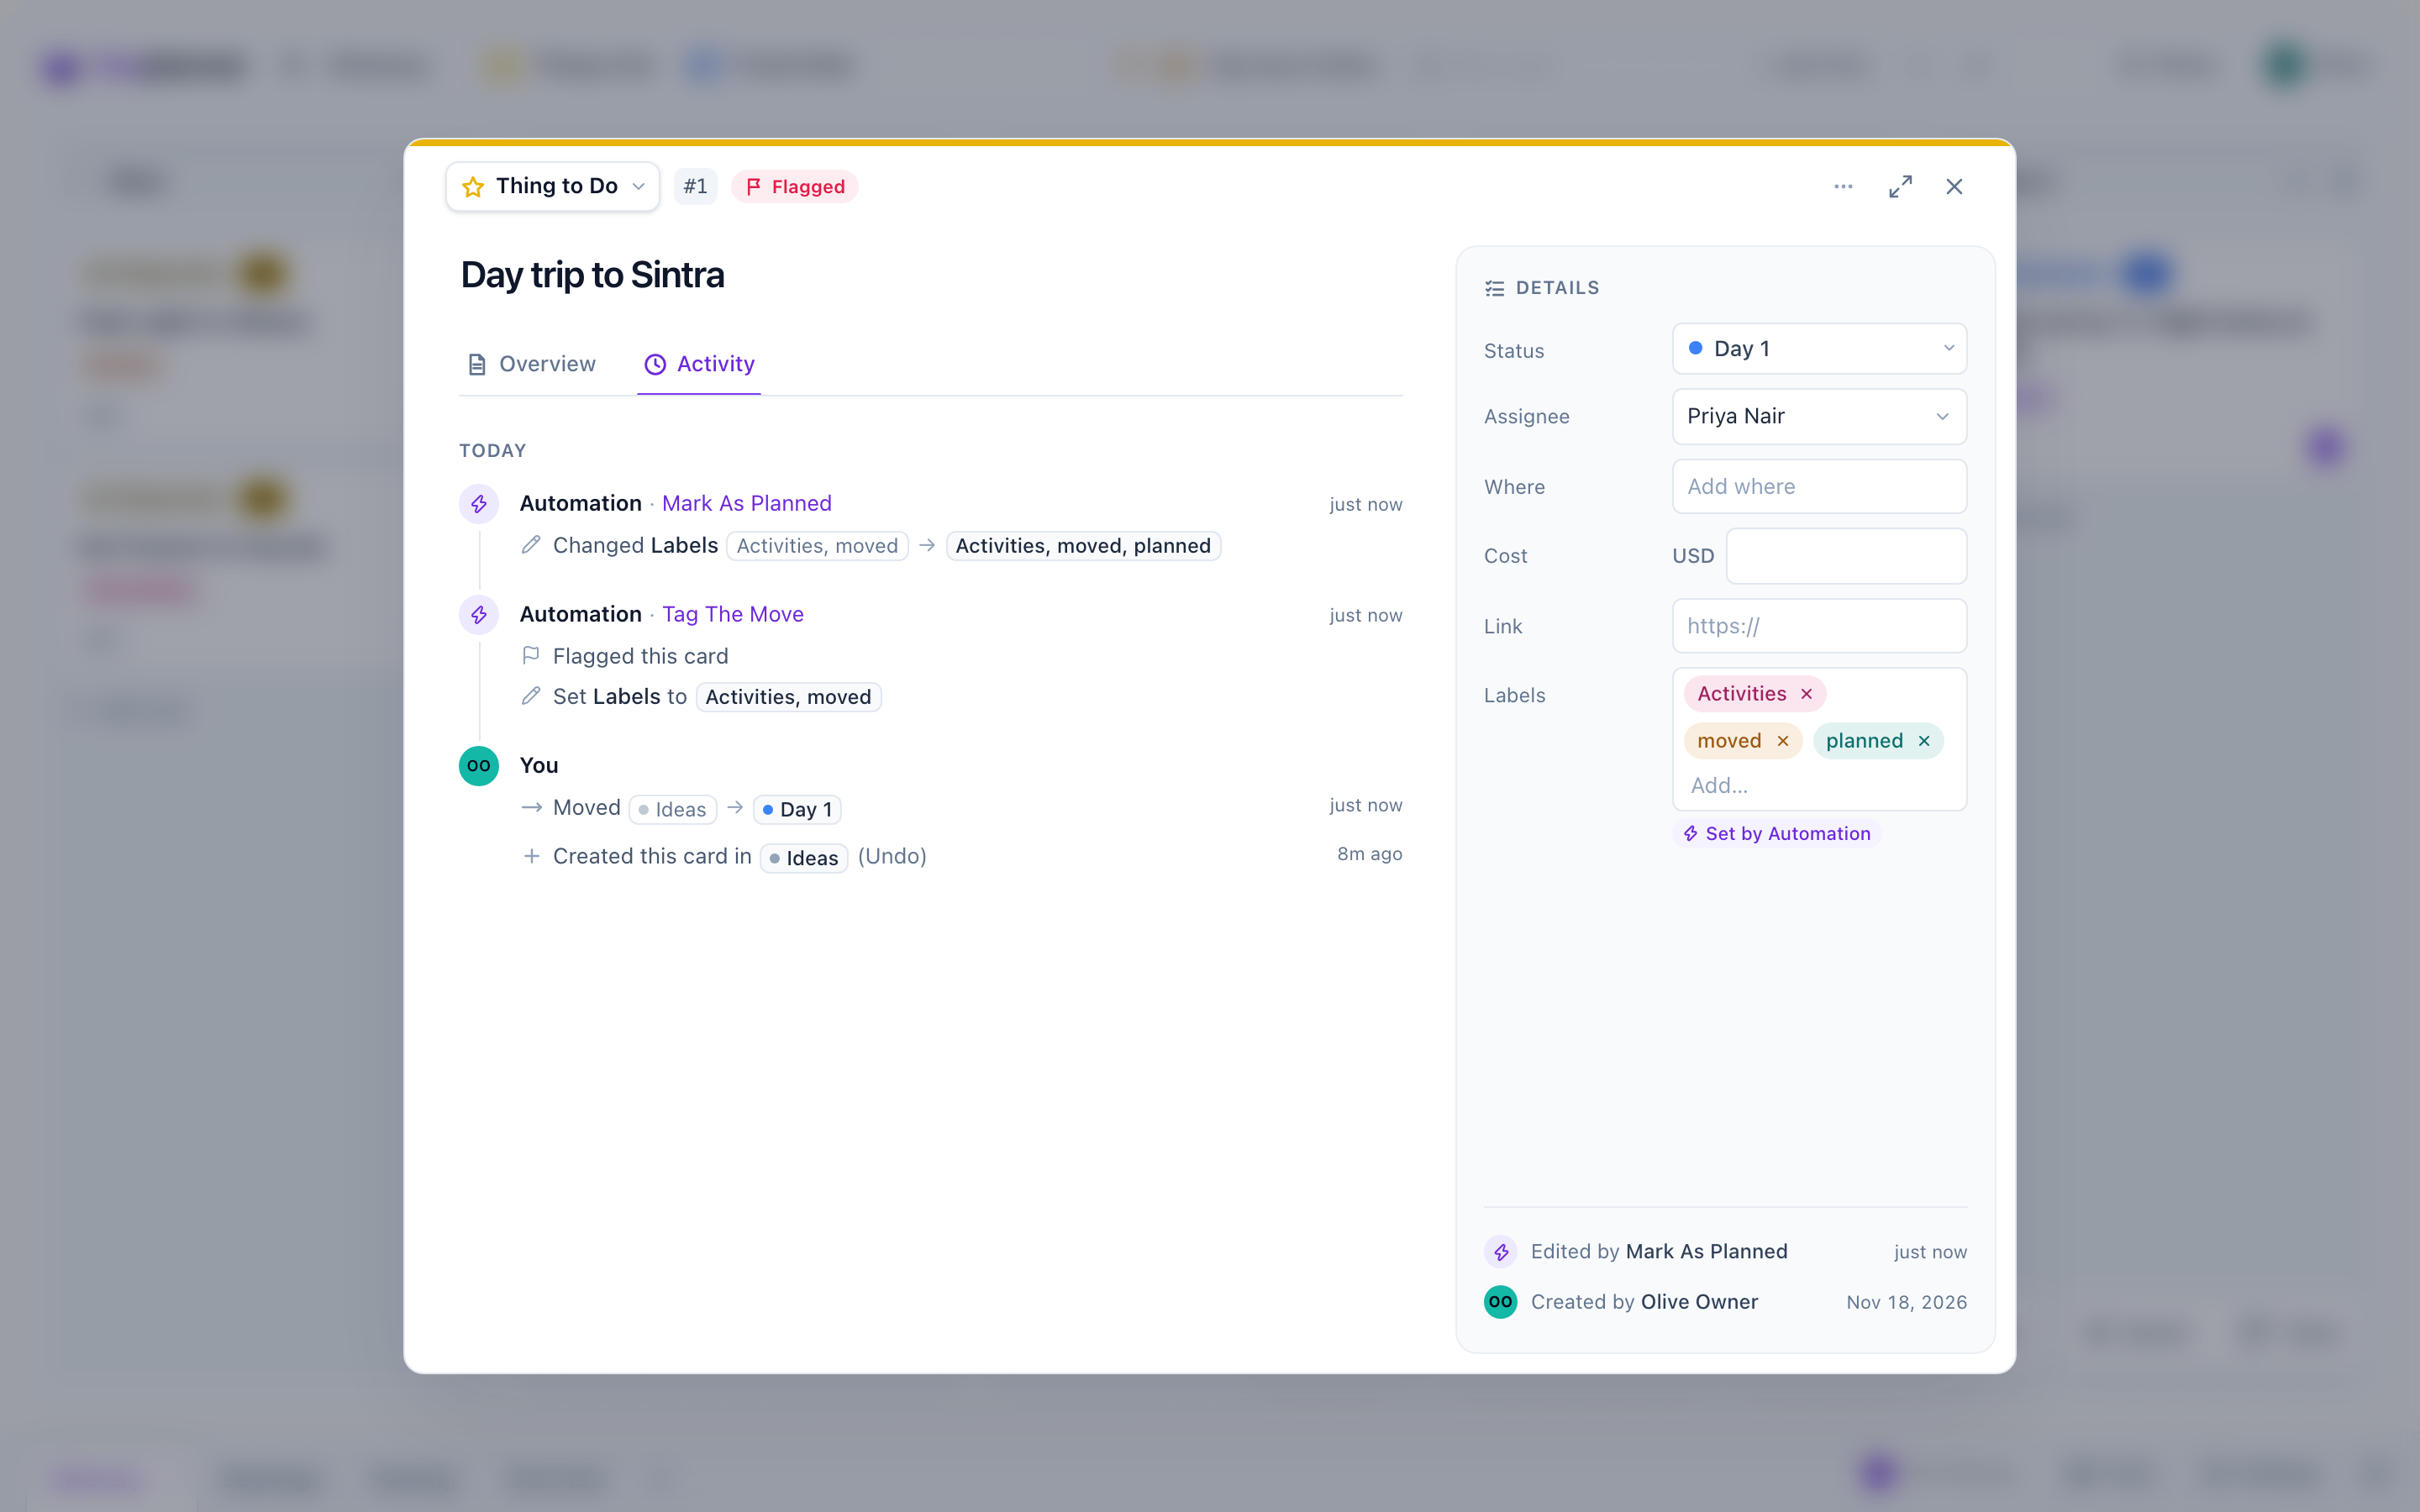 Thing to Do #1 Flagged
Day trip to Sintra
Overview Activity
TODAY
Automation · Mark As Planned just now
Changed Labels Activities, moved → Activities, moved, planned
Automation · Tag The Move just now
Flagged this card
Set Labels to Activities, moved
OO You
→ Moved Ideas → Day 1 just now
+ Created this card in Ideas (Undo) 8m ago
DETAILS
Status Day 1
Assignee Priya Nair
Where Add where
Cost USD
Link https://
Labels Activities ×
moved × planned ×
Add...
Set by Automation
Edited by Mark As Planned just now
OO Created by Olive Owner Nov 18, 2026